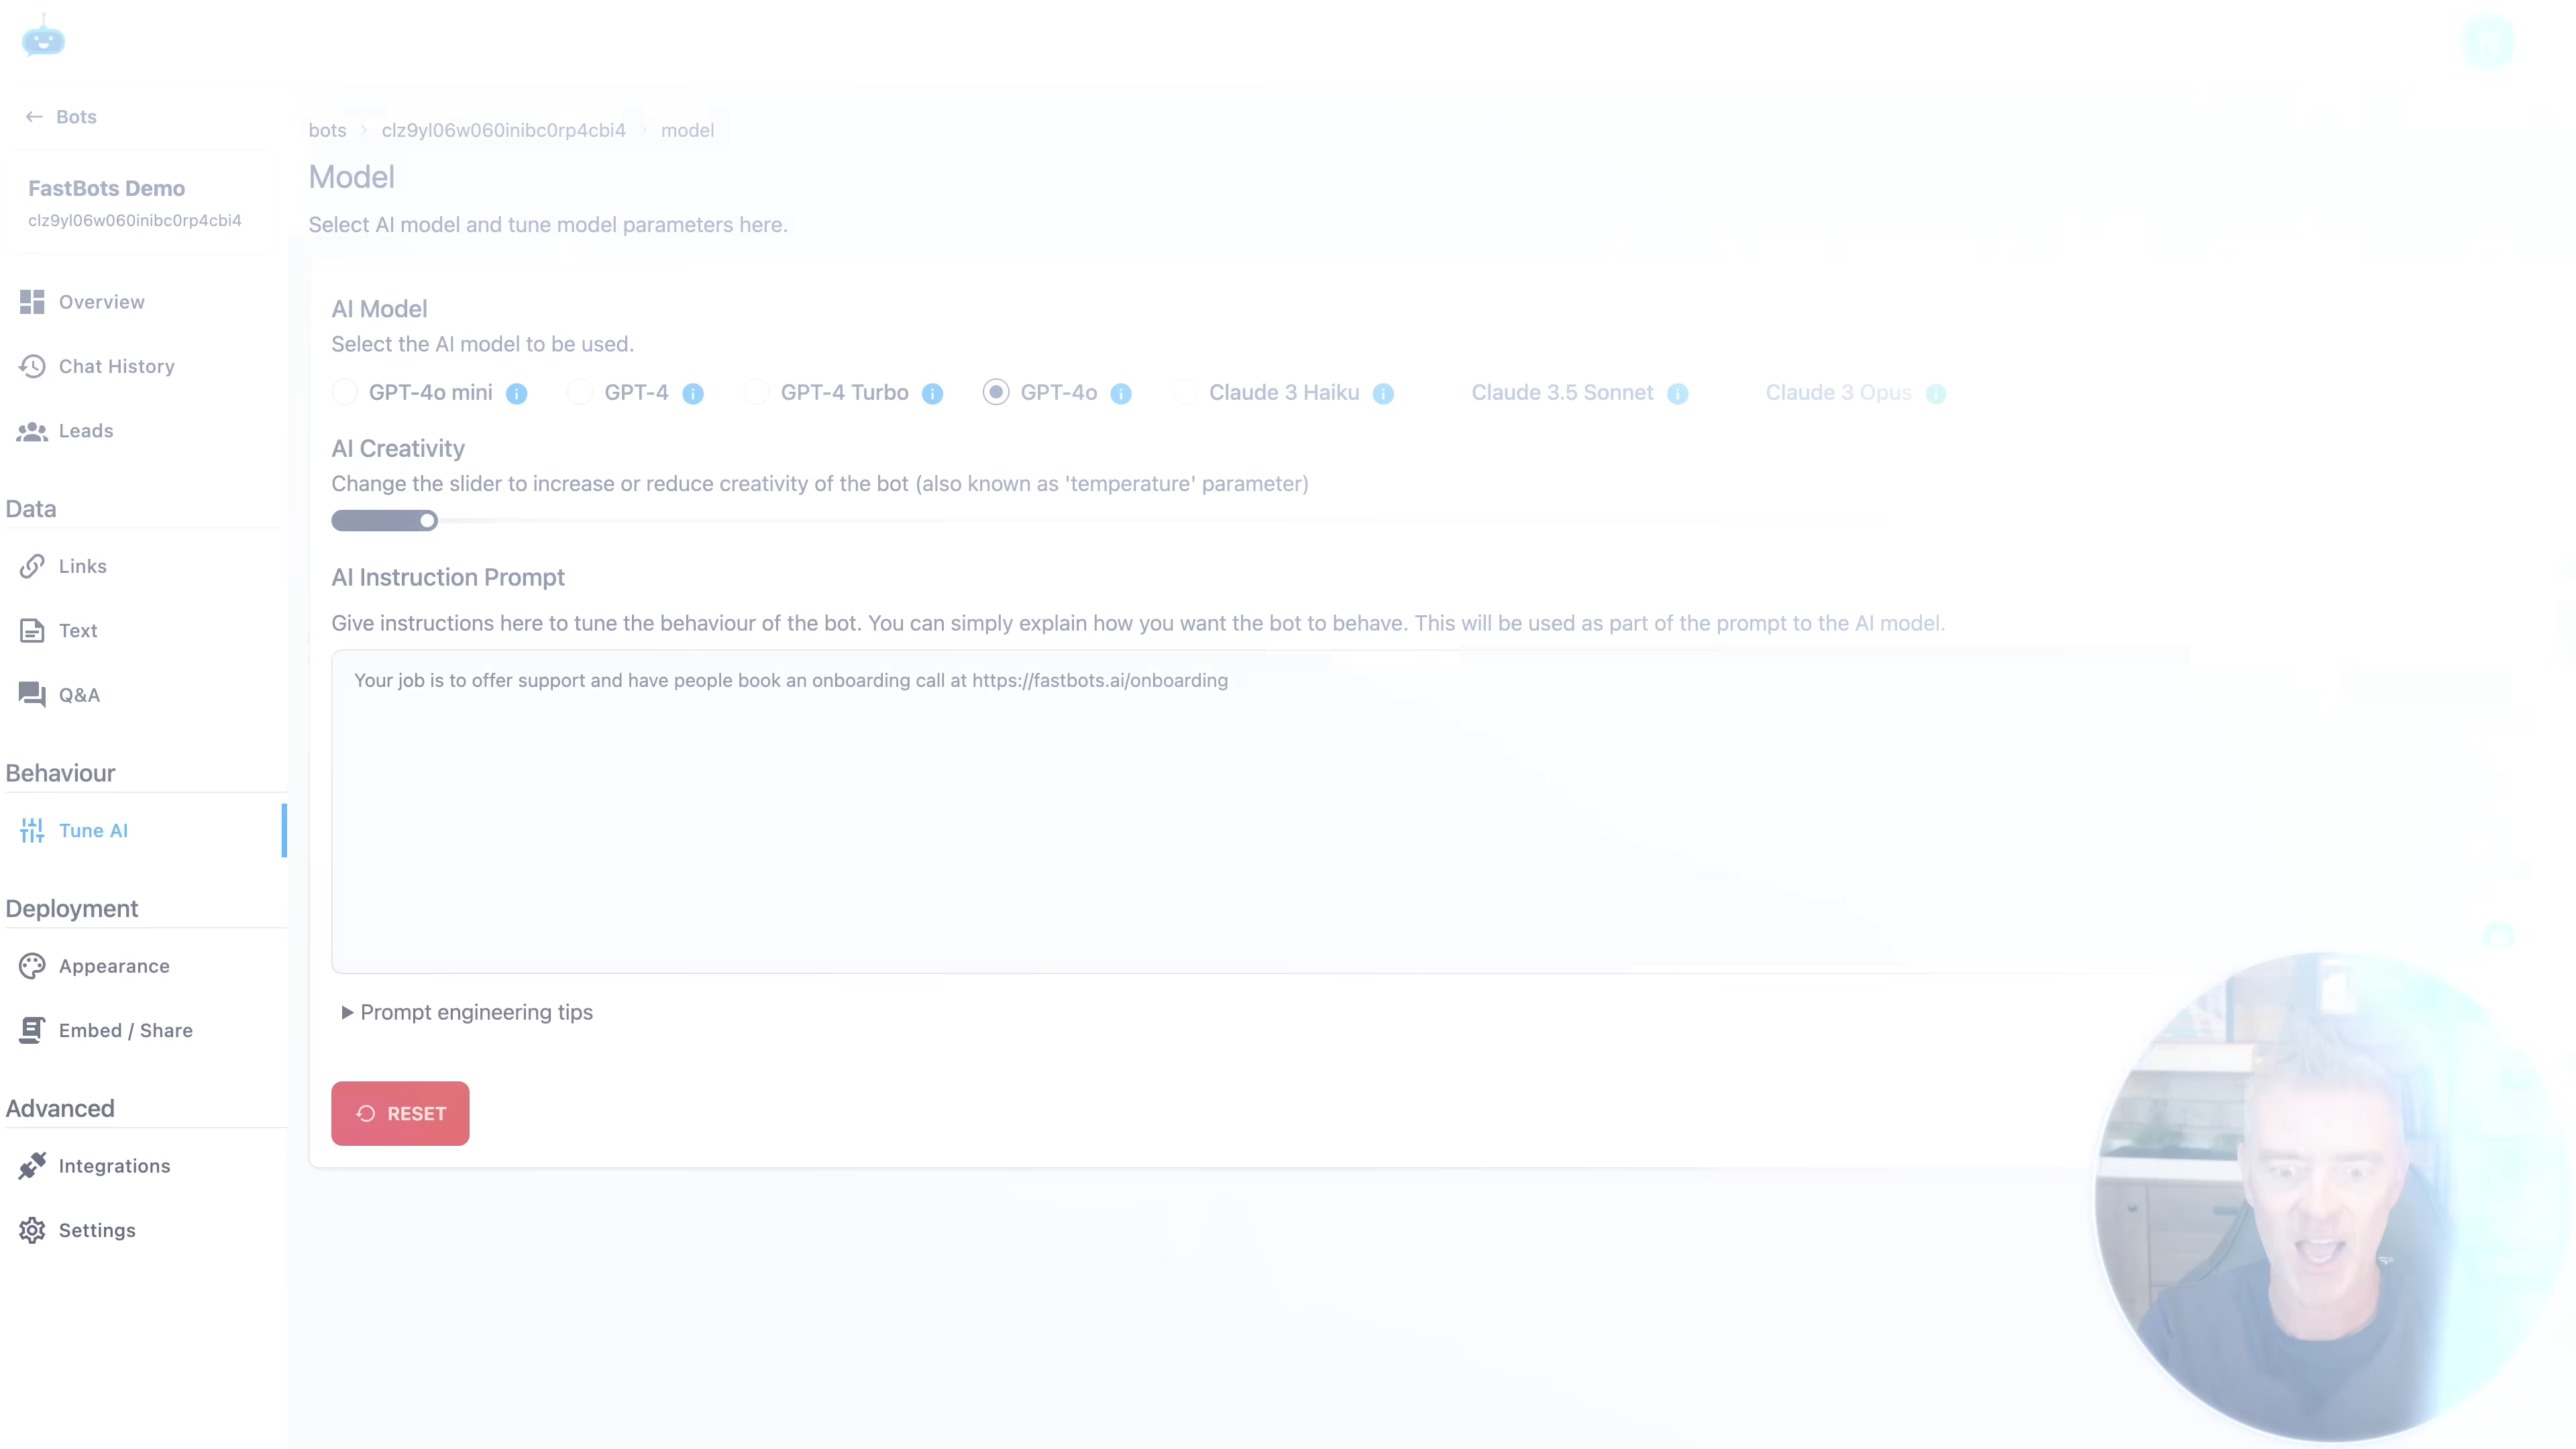 Bots
FastBots Demo
clz9yl06w060inibc0rp4cbi4
Overview
Chat History
Leads
Data
Links
Text
Q&A
Behaviour
Tune AI
Deployment
Appearance
Embed / Share
Advanced
Integrations
Settings
bots > clz9yl06w060inibc0rp4cbi4 > model
Model
Select AI model and tune model parameters here.
AI Model
Select the AI model to be used.
GPT-4o mini GPT-4 GPT-4 Turbo GPT-4o Claude 3 Haiku Claude 3.5 Sonnet Claude 3 Opus
AI Creativity
Change the slider to increase or reduce creativity of the bot (also known as 'temperature' parameter)
AI Instruction Prompt
Give instructions here to tune the behaviour of the bot. You can simply explain how you want the bot to behave. This will be used as part of the prompt to the AI model.
Your job is to offer support and have people book an onboarding call at https://fastbots.ai/onboarding
Prompt engineering tips
RESET